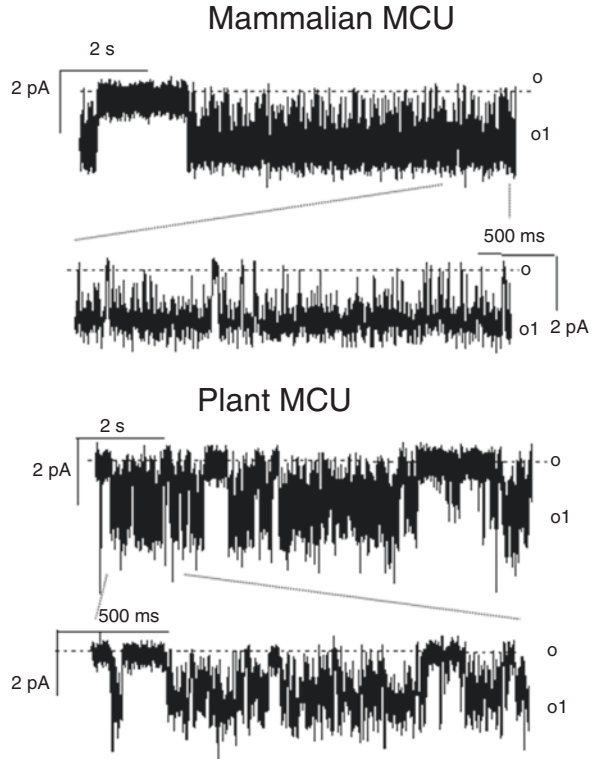 Mammalian MCU
2 s
2 pA
o
o1
500 ms
o
o1 2 pA
Plant MCU
2 s
2 pA
o
o1
500 ms
2 pA
o
o1